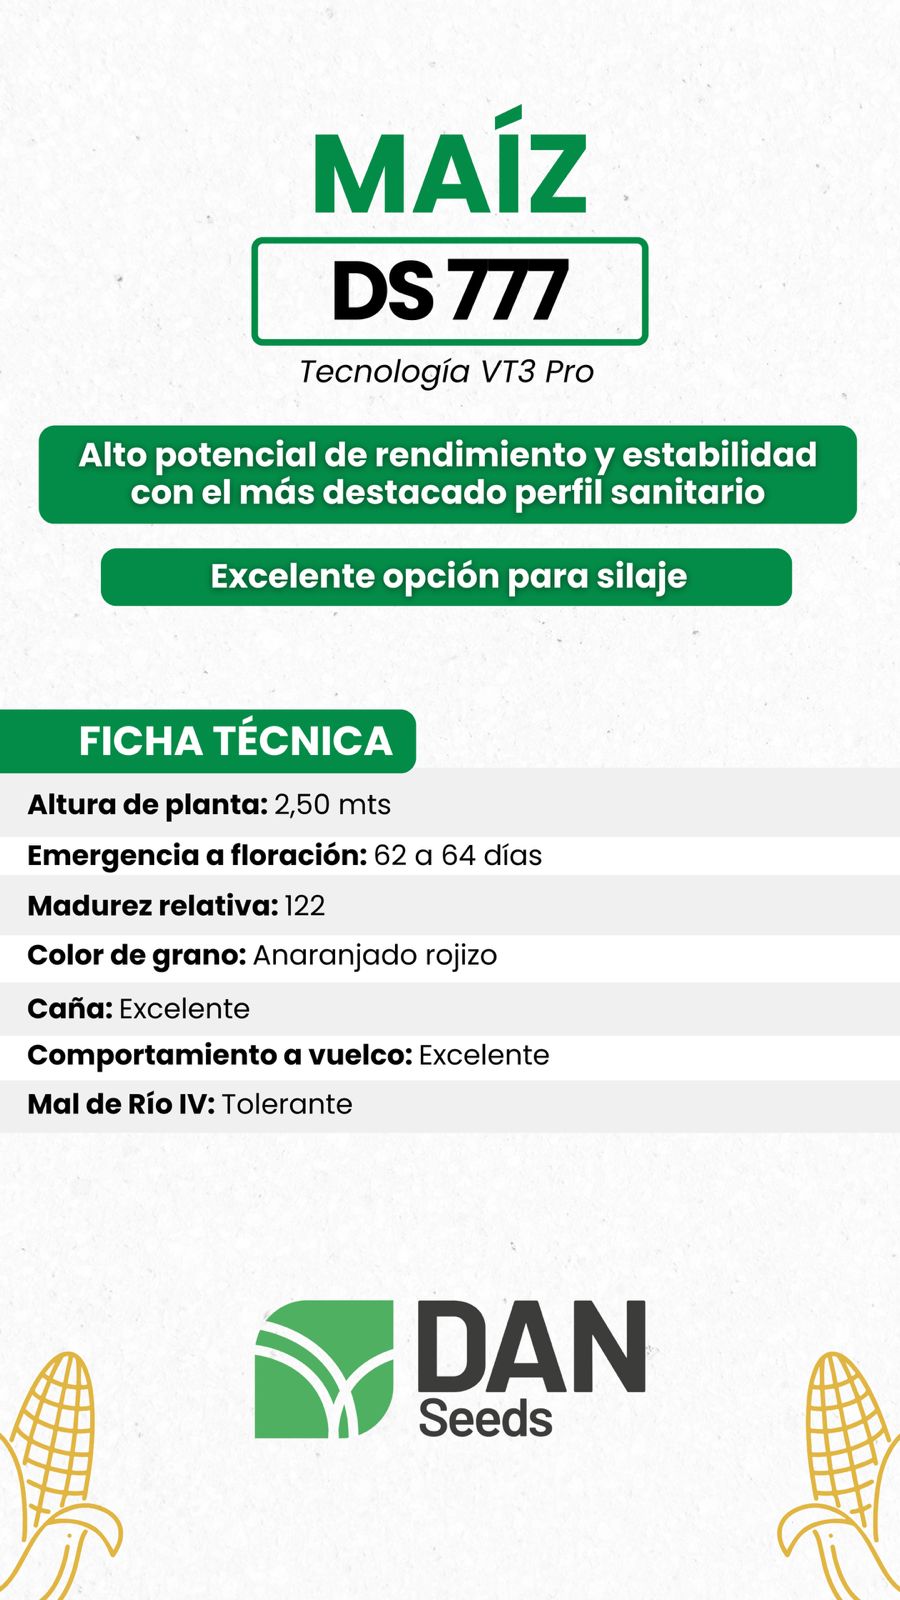 MAÍZ
DS 777
Tecnología VT3 Pro
Alto potencial de rendimiento y estabilidad
con el más destacado perfil sanitario
Excelente opción para silaje
FICHA TÉCNICA
Altura de planta: 2,50 mts
Emergencia a floración: 62 a 64 días
Madurez relativa: 122
Color de grano: Anaranjado rojizo
Caña: Excelente
Comportamiento a vuelco: Excelente
Mal de Río IV: Tolerante
DAN
Seeds